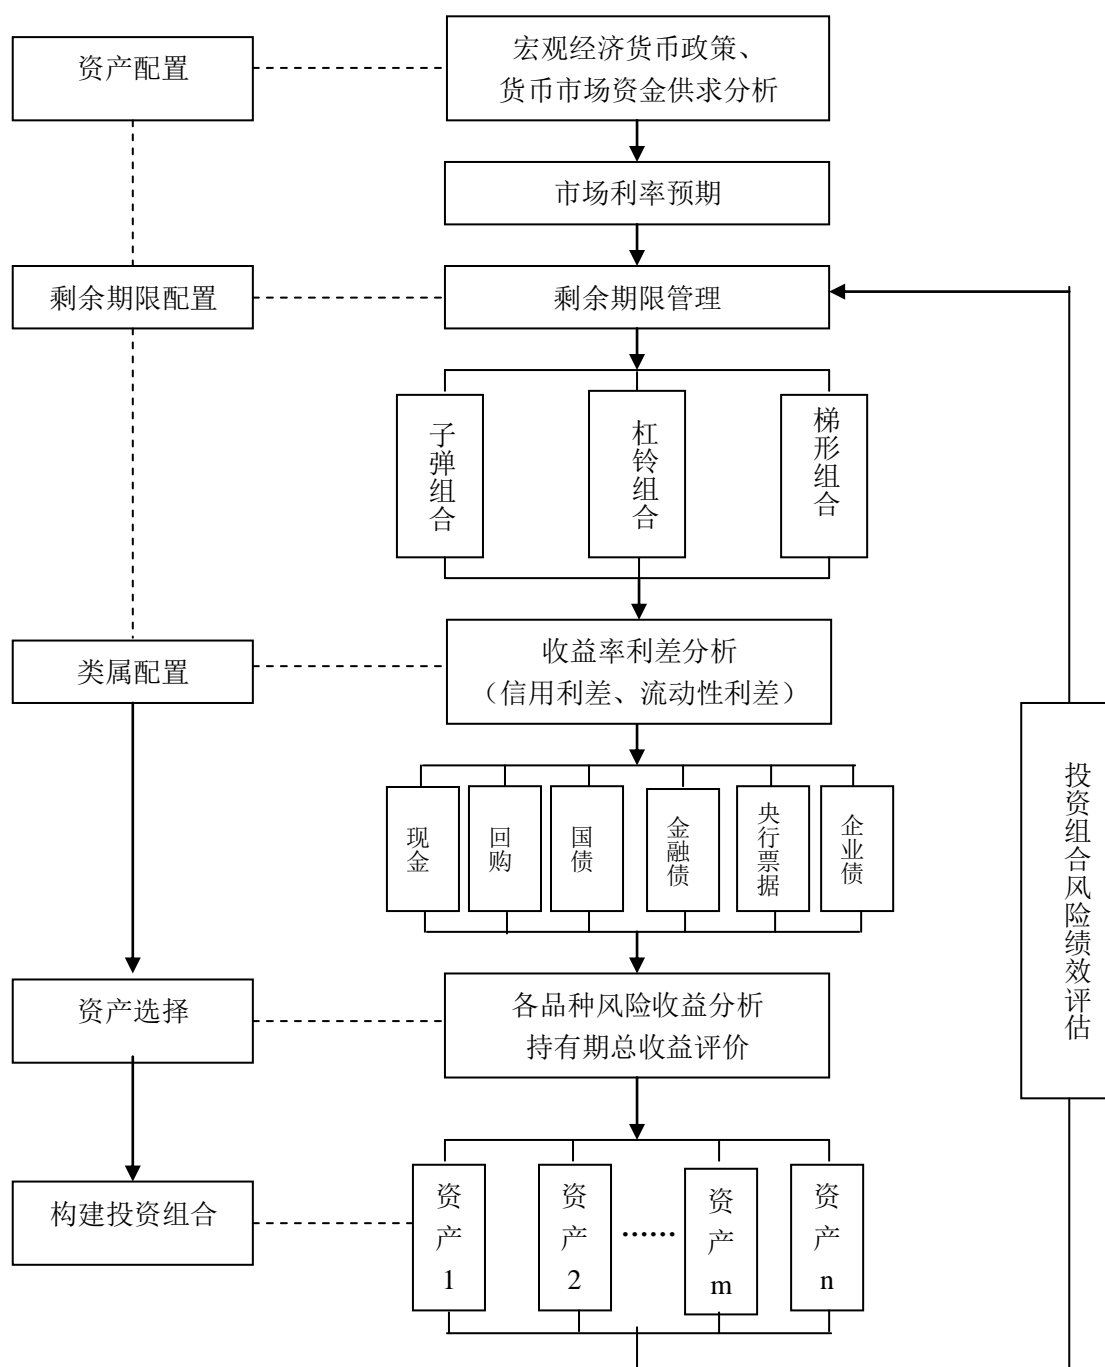 资产配置
宏观经济货币政策、
货币市场资金供求分析
市场利率预期
剩余期限配置
剩余期限管理
子弹组合
杠铃组合
梯形组合
类属配置
收益率利差分析
（信用利差、流动性利差）
现金
回购
国债
金融债
央行票据
企业债
投资组合风险绩效评估
资产选择
各品种风险收益分析
持有期总收益评价
构建投资组合
资产1
资产2
……
资产m
资产n